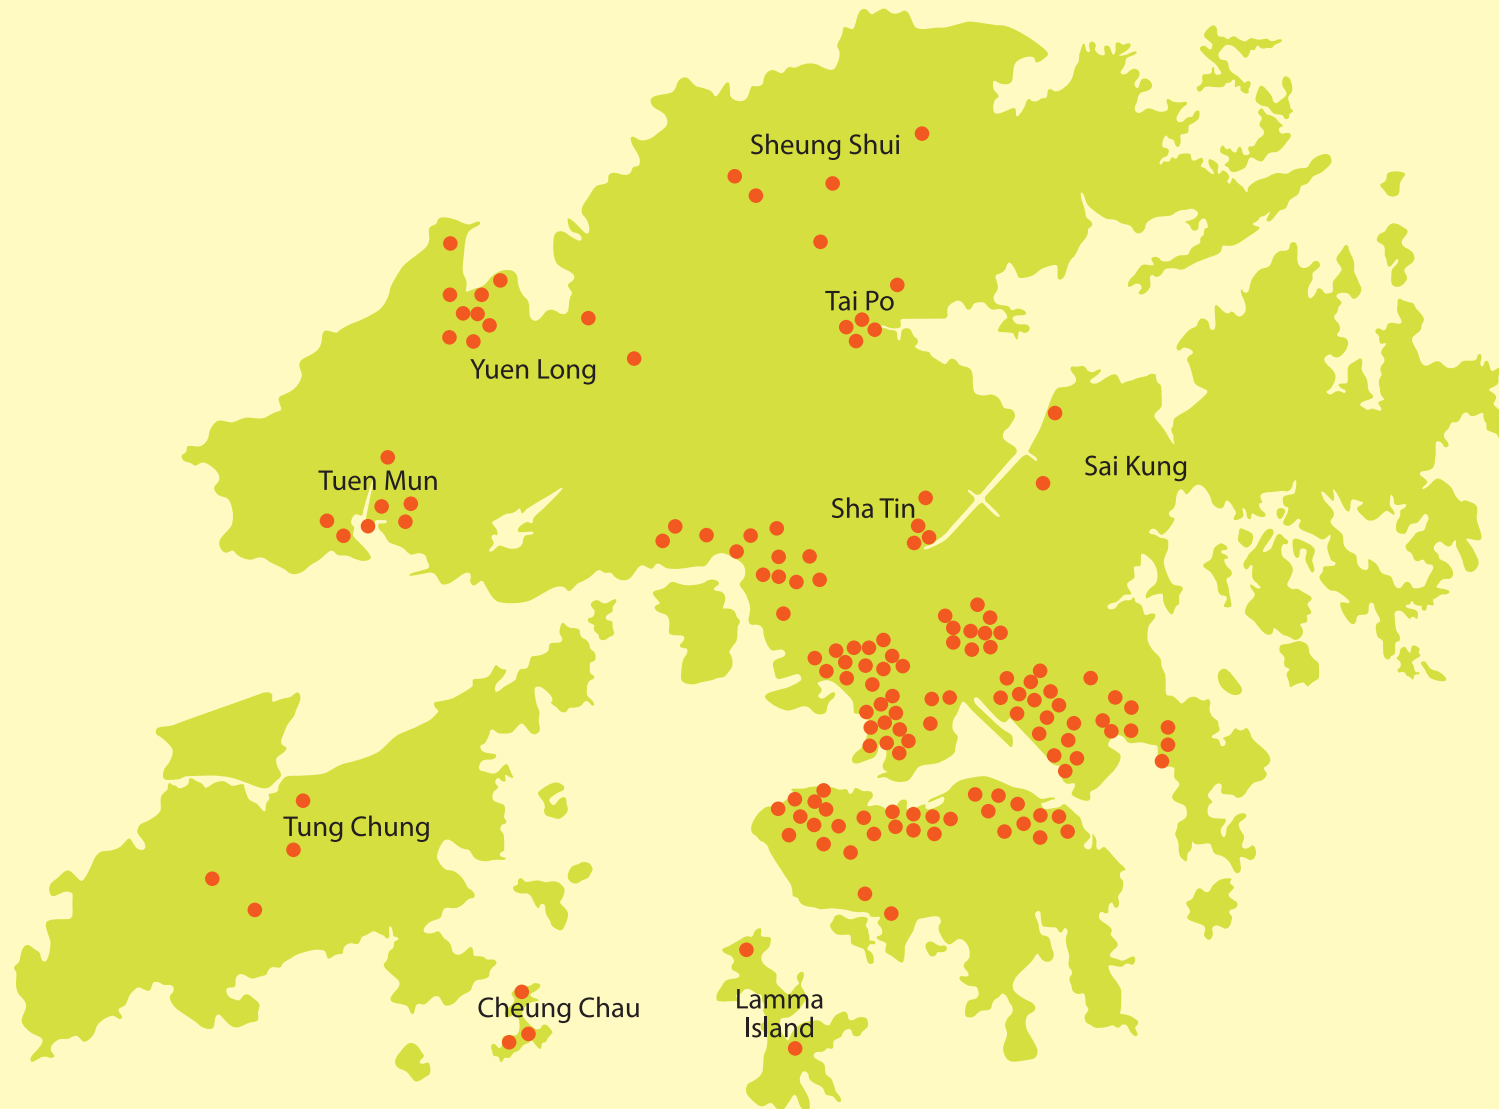 Sheung Shui
Tai Po
Yuen Long
Sai Kung
Tuen Mun
Sha Tin
Tung Chung
Cheung Chau
Lamma
Island